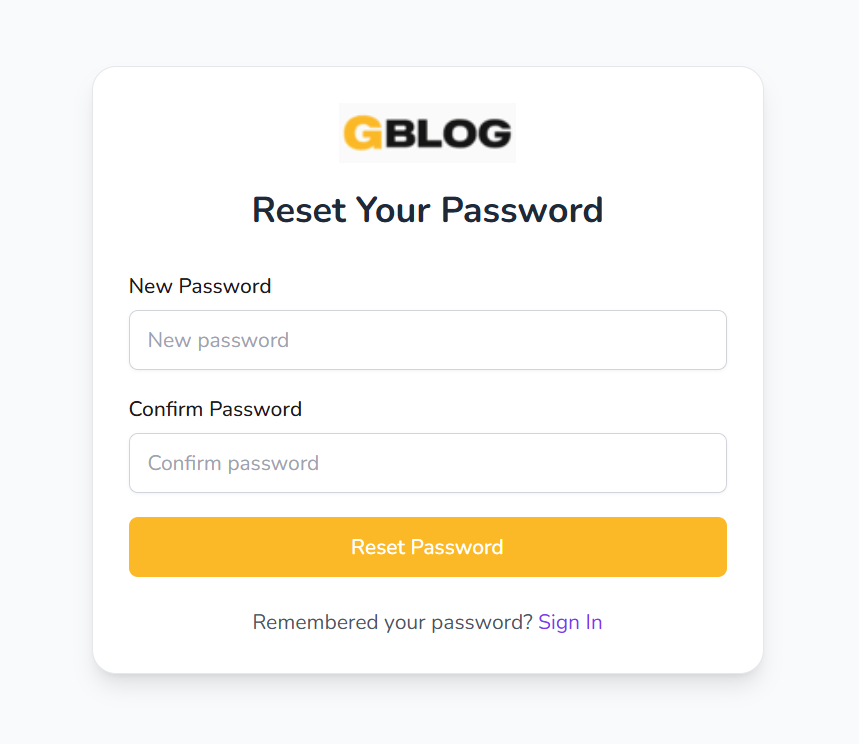 GBLOG
Reset Your Password
New Password
New password
Confirm Password
Confirm password
Reset Password
Remembered your password? Sign In